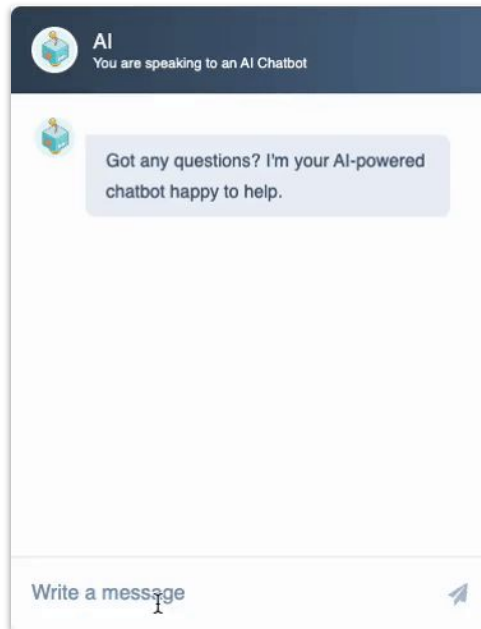 AI
You are speaking to an AI Chatbot
Got any questions? I'm your AI-powered
chatbot happy to help.
Write a message